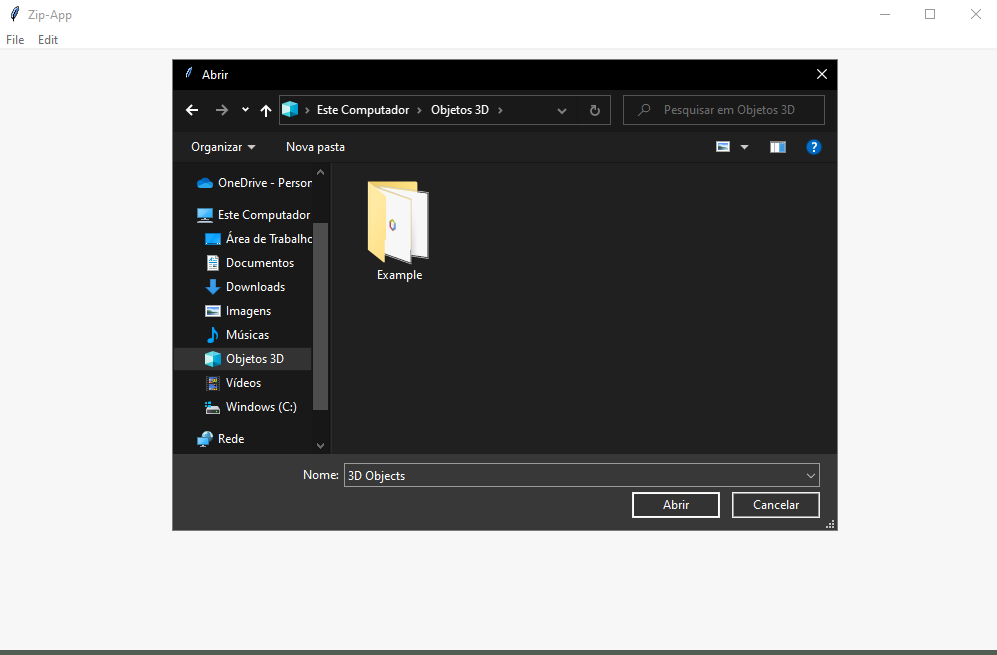 Zip-App
File Edit
Abrir
Este Computador Objetos 3D
Pesquisar em Objetos 3D
Organizar Nova pasta
?
OneDrive - Person
Este Computador
Área de Trabalho
Documentos
Downloads
Imagens
Músicas
Objetos 3D
Vídeos
Windows (C:)
Rede
Example
Nome: 3D Objects
Abrir Cancelar